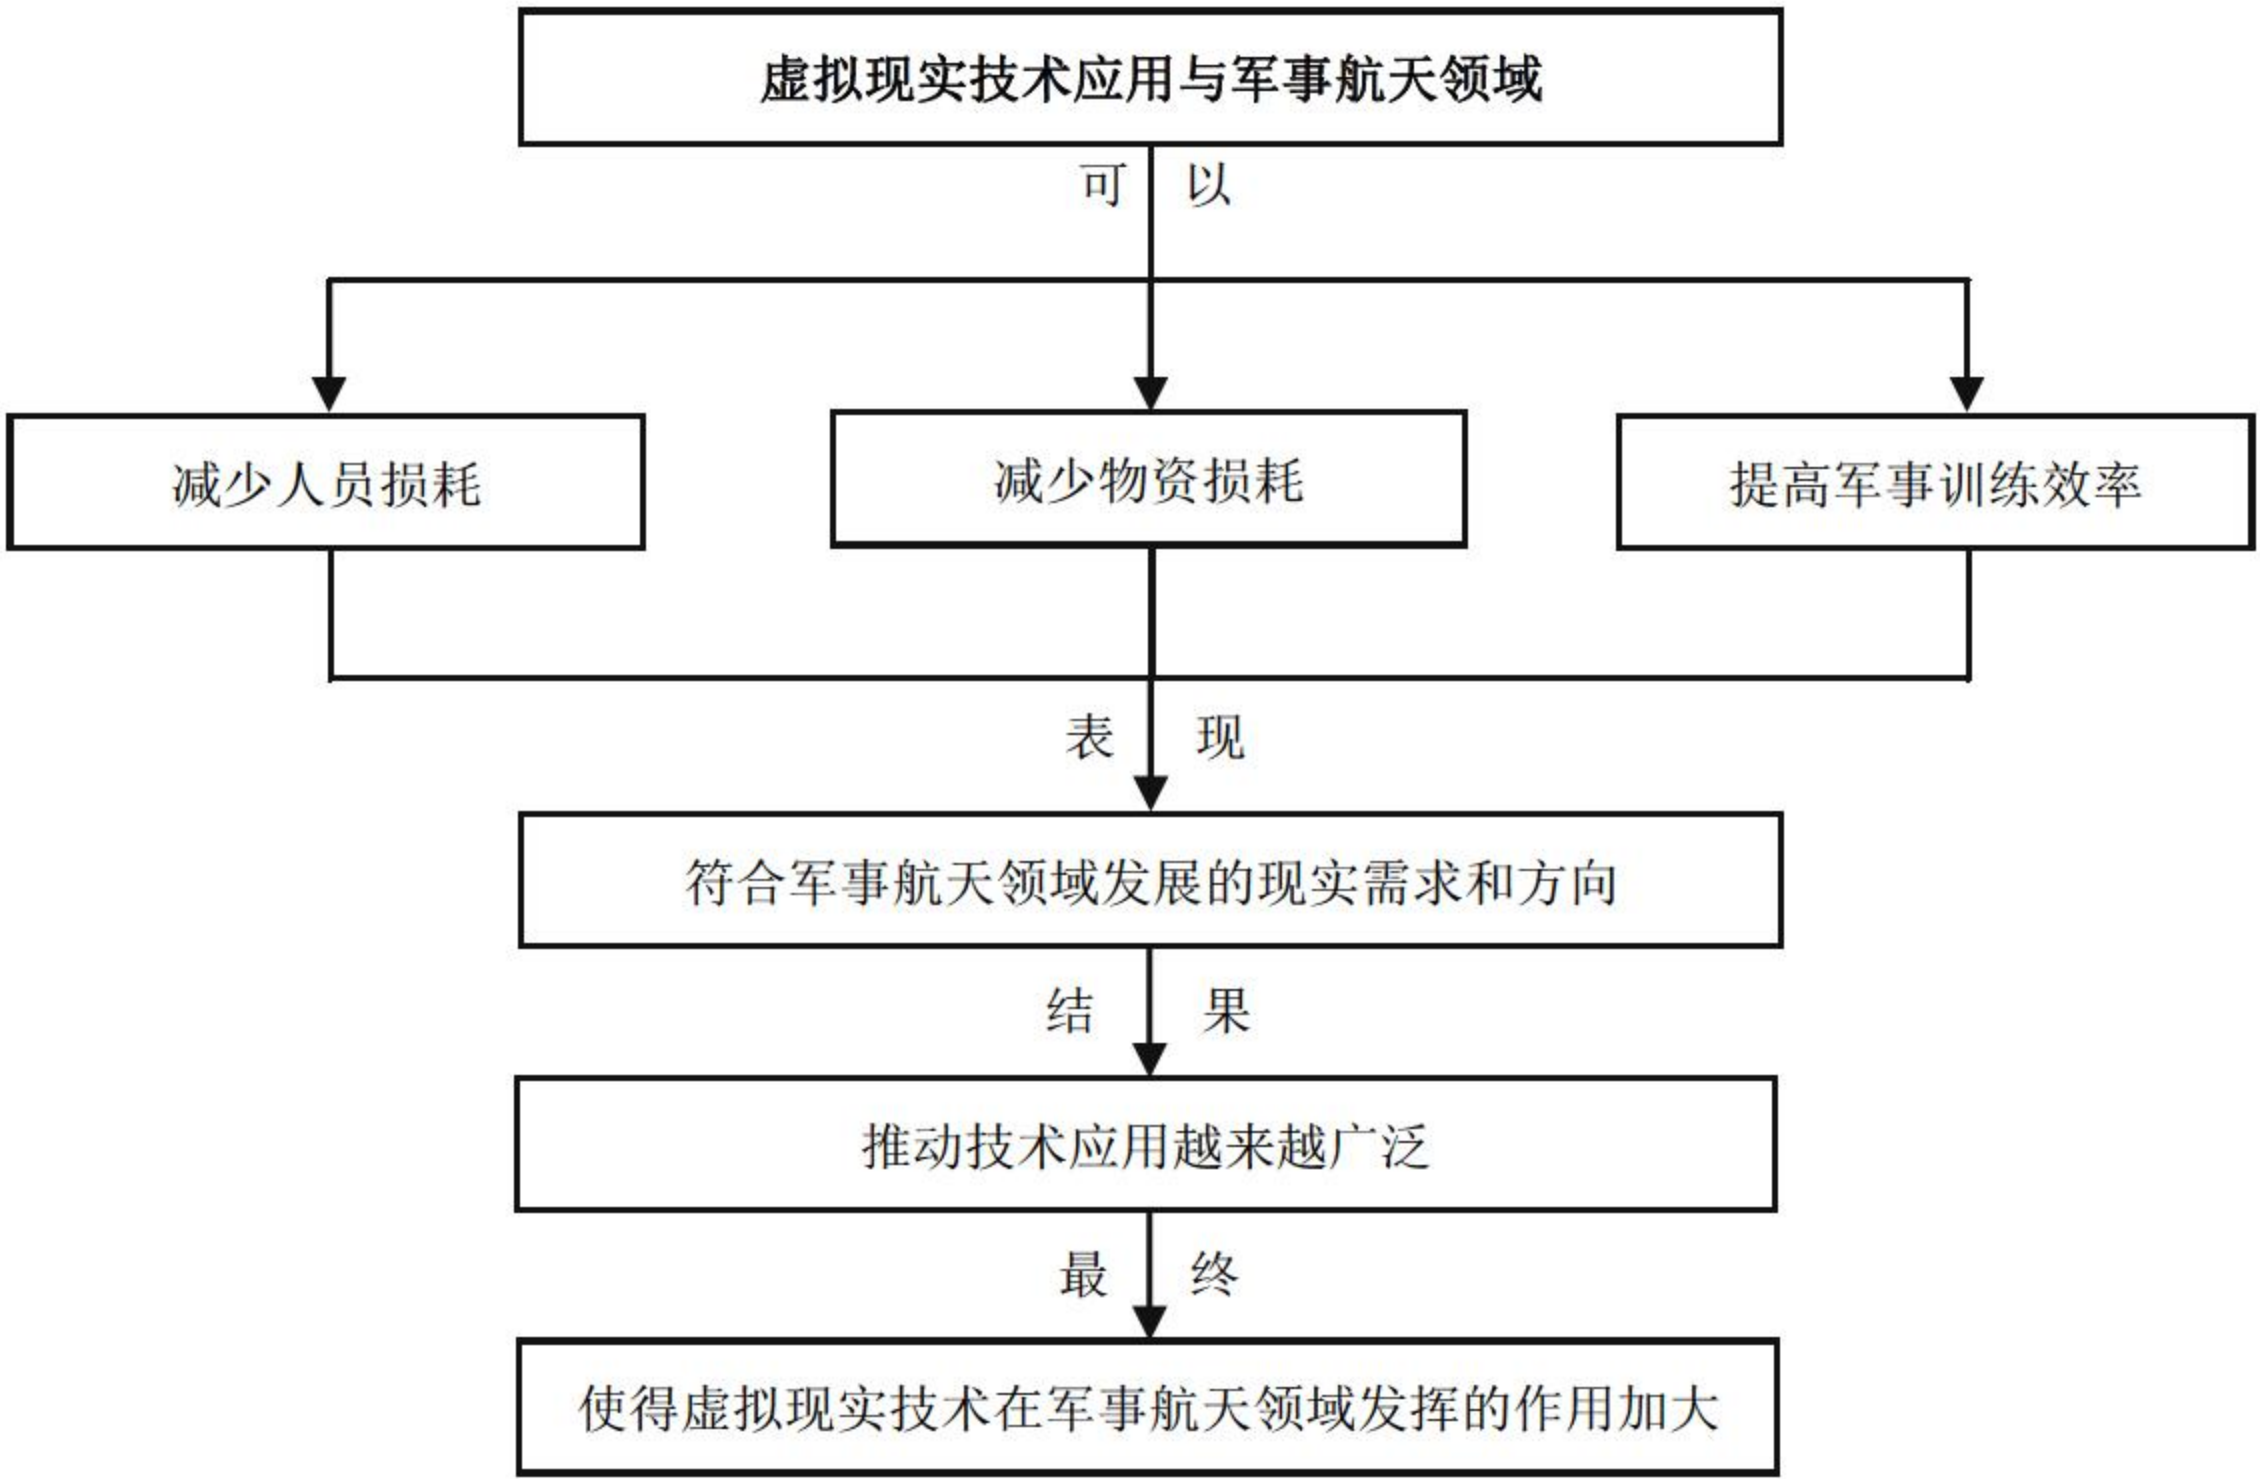 虚拟现实技术应用与军事航天领域
可 以
减少人员损耗
减少物资损耗
提高军事训练效率
表 现
符合军事航天领域发展的现实需求和方向
结 果
推动技术应用越来越广泛
最 终
使得虚拟现实技术在军事航天领域发挥的作用加大